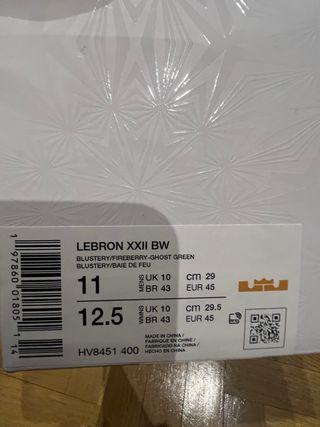 LEBRON XXII BW
BLUSTERY/FIREBERRY-GHOST GREEN
BLUSTERY/BAIE DE FEU
11 MENS UK 10 cm 29
BR 43 EUR 45
12.5 WMNS UK 10 cm 29.5
BR 43 EUR 45
HV8451 400
MADE IN CHINA /
FABRIQUE EN CHINE /
FABRICADO NA CHINA /
HECHO EN CHINA
1 97860 01805 1 14